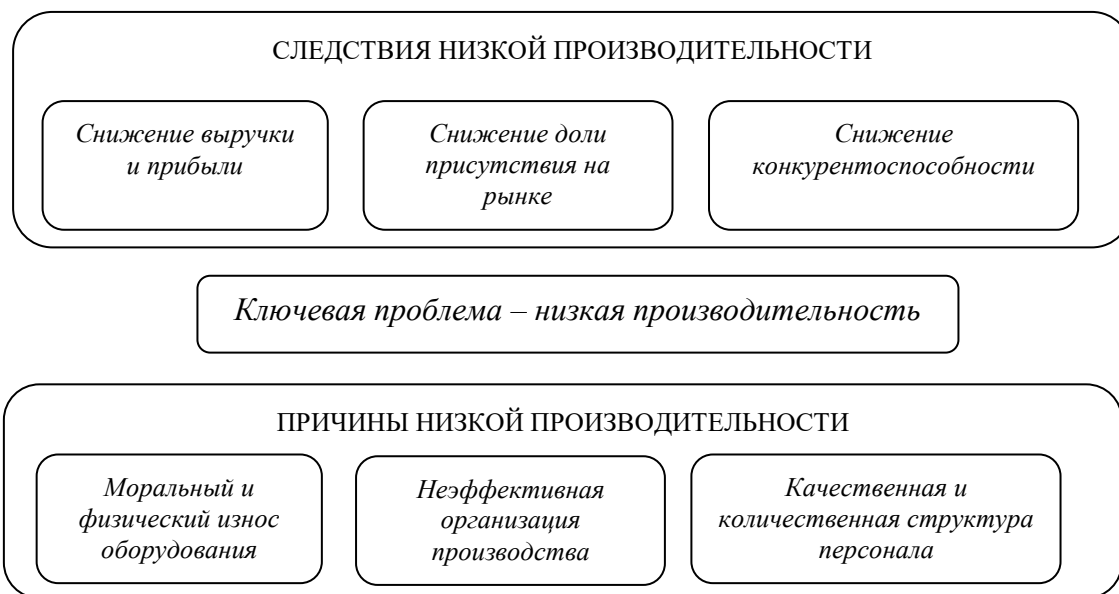 СЛЕДСТВИЯ НИЗКОЙ ПРОИЗВОДИТЕЛЬНОСТИ
Снижение выручки
и прибыли
Снижение доли
присутствия на
рынке
Снижение
конкурентоспособности
Ключевая проблема – низкая производительность
ПРИЧИНЫ НИЗКОЙ ПРОИЗВОДИТЕЛЬНОСТИ
Моральный и
физический износ
оборудования
Неэффективная
организация
производства
Качественная и
количественная структура
персонала